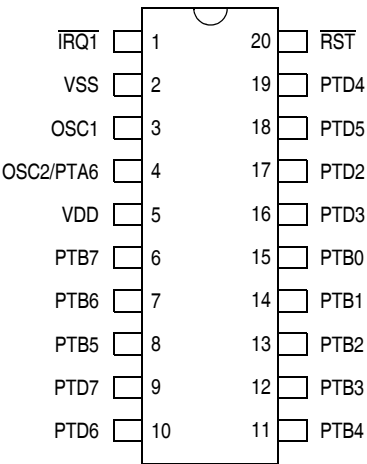 I̅R̅Q̅1̅ 1 20 R̅S̅T̅
VSS 2 19 PTD4
OSC1 3 18 PTD5
OSC2/PTA6 4 17 PTD2
VDD 5 16 PTD3
PTB7 6 15 PTB0
PTB6 7 14 PTB1
PTB5 8 13 PTB2
PTD7 9 12 PTB3
PTD6 10 11 PTB4